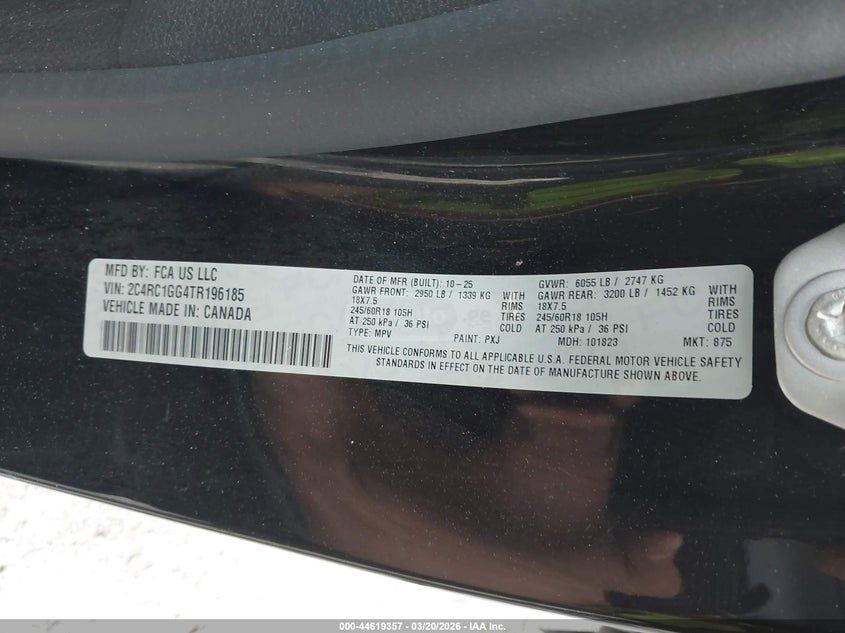 MFD BY: FCA US LLC
VIN: 2C4RC1GG4TR196185
VEHICLE MADE IN: CANADA
DATE OF MFR (BUILT): 10-25
GAWR FRONT: 2950 LB / 1339 KG WITH
18X7.5 RIMS
245/60R18 105H TIRES
AT 250 kPa / 36 PSI COLD
TYPE: MPV PAINT: PXJ
GVWR: 6055 LB / 2747 KG
GAWR REAR: 3200 LB / 1452 KG WITH
18X7.5 RIMS
245/60R18 105H TIRES
AT 250 kPa / 36 PSI COLD
MDH: 101823 MKT: 875
THIS VEHICLE CONFORMS TO ALL APPLICABLE U.S.A. FEDERAL MOTOR VEHICLE SAFETY
STANDARDS IN EFFECT ON THE DATE OF MANUFACTURE SHOWN ABOVE.
000-44619357 | 03/20/2026 - IAA Inc.